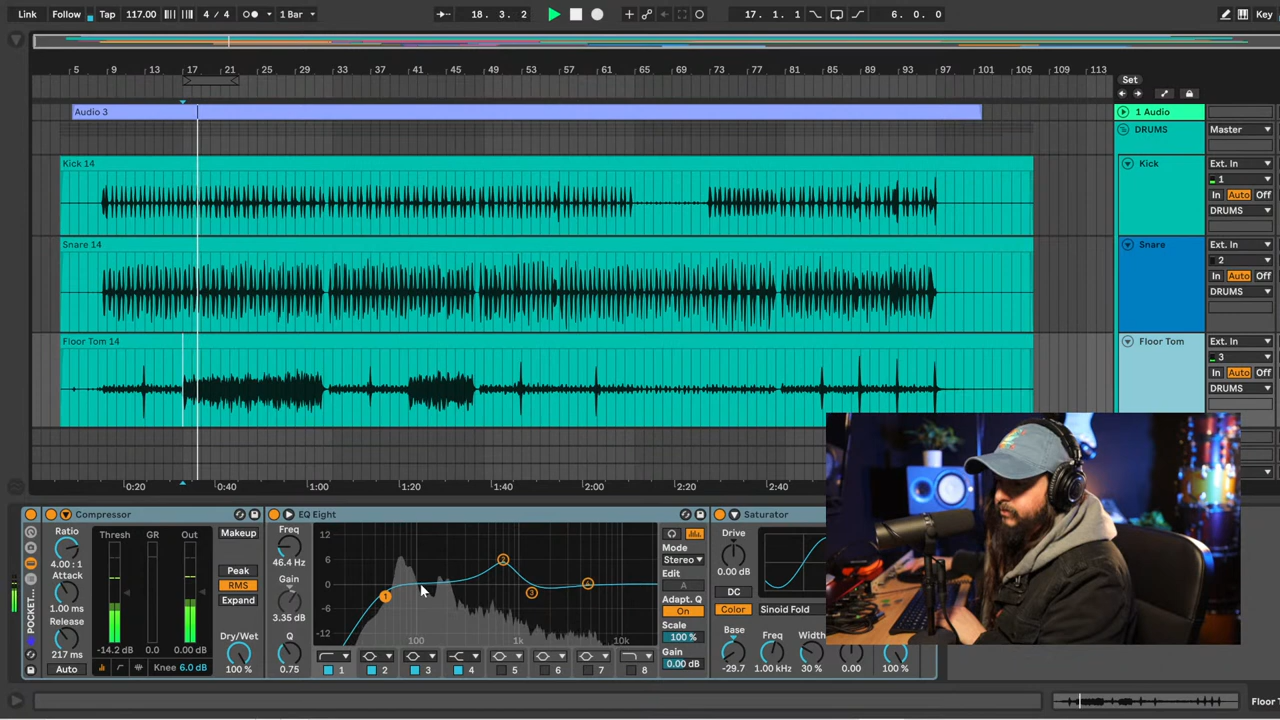 Link Follow Tap 117.00 4 / 4 1 Bar 18. 3. 2 17. 1. 1 6. 0. 0 Key
5 9 13 17 21 25 29 33 37 41 45 49 53 57 61 65 69 73 77 81 85 89 93 97 101 105 109 113
Set
Audio 3 1 Audio
DRUMS Master
Kick 14 Kick Ext. In
1
In Auto Off
DRUMS
Snare 14 Snare Ext. In
2
In Auto Off
DRUMS
Floor Tom 14 Floor Tom Ext. In
3
In Auto Off
DRUMS
0:20 0:40 1:00 1:20 1:40 2:00 2:20 2:40
Compressor EQ Eight Saturator
POCKET
Ratio
4.00 : 1
Attack
1.00 ms
Release
217 ms
Auto
Thresh GR Out
-14.2 dB 0.0 0.00 dB
Knee 6.0 dB
Makeup
Peak
RMS
Expand
Dry/Wet
100 %
Freq
46.4 Hz
Gain
3.35 dB
Q
0.75
12
6
0
-6
-12
100 1k 10k
1 2 3 4
1 2 3 4 5 6 7 8
Mode
Stereo
Edit
A
Adapt. Q
On
Scale
100 %
Gain
0.00 dB
Drive
0.00 dB
DC
Color Sinoid Fold
Base Freq Width
-29.7 1.00 kHz 30 % 0.00 100 %
Floor To